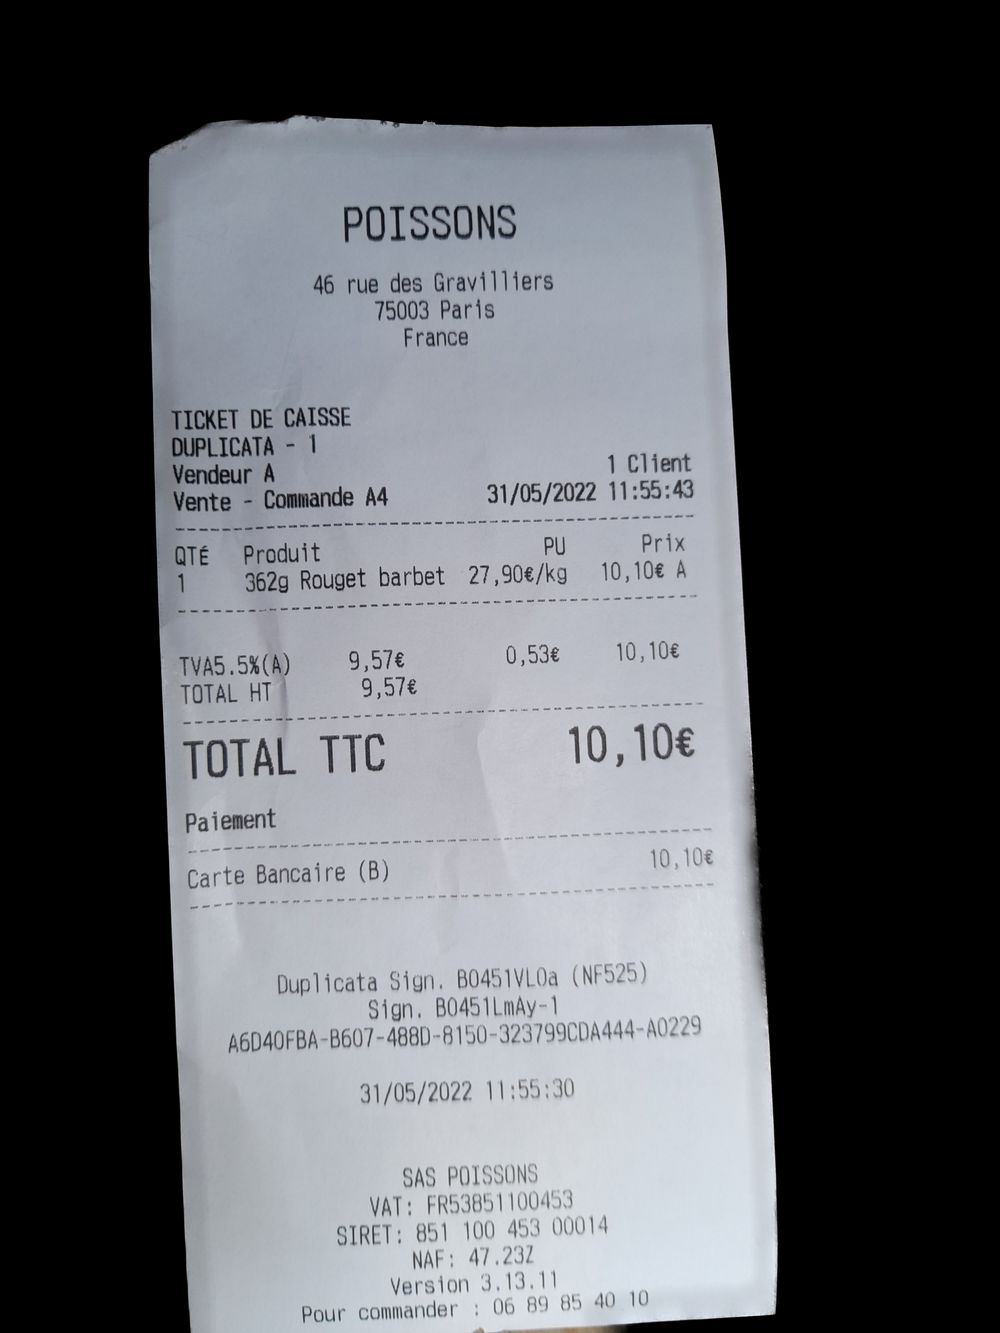 POISSONS
46 rue des Gravilliers
75003 Paris
France
TICKET DE CAISSE
DUPLICATA - 1
Vendeur A 1 Client
Vente - Commande A4 31/05/2022 11:55:43
QTÉ Produit PU Prix
1 362g Rouget barbet 27,90€/kg 10,10€ A
TVA5.5%(A) 9,57€ 0,53€ 10,10€
TOTAL HT 9,57€
TOTAL TTC 10,10€
Paiement
Carte Bancaire (B) 10,10€
Duplicata Sign. B0451VLOa (NF525)
Sign. B0451LmAy-1
A6D40FBA-B607-488D-8150-323799CDA444-A0229
31/05/2022 11:55:30
SAS POISSONS
VAT: FR53851100453
SIRET: 851 100 453 00014
NAF: 47.23Z
Version 3.13.11
Pour commander : 06 89 85 40 10